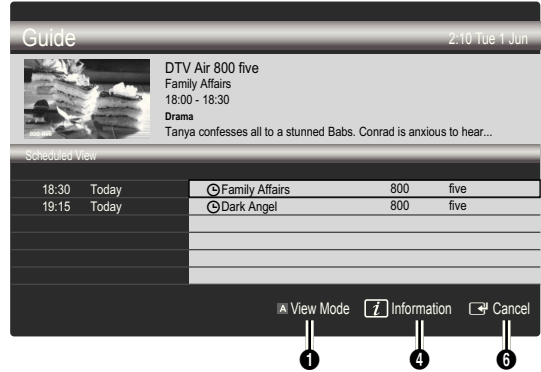 Guide 2:10 Tue 1 Jun
DTV Air 800 five
Family Affairs
18:00 - 18:30
Drama
Tanya confesses all to a stunned Babs. Conrad is anxious to hear...
800 five
Scheduled View
18:30 Today Family Affairs 800 five
19:15 Today Dark Angel 800 five
A View Mode i Information Cancel
1 4 6